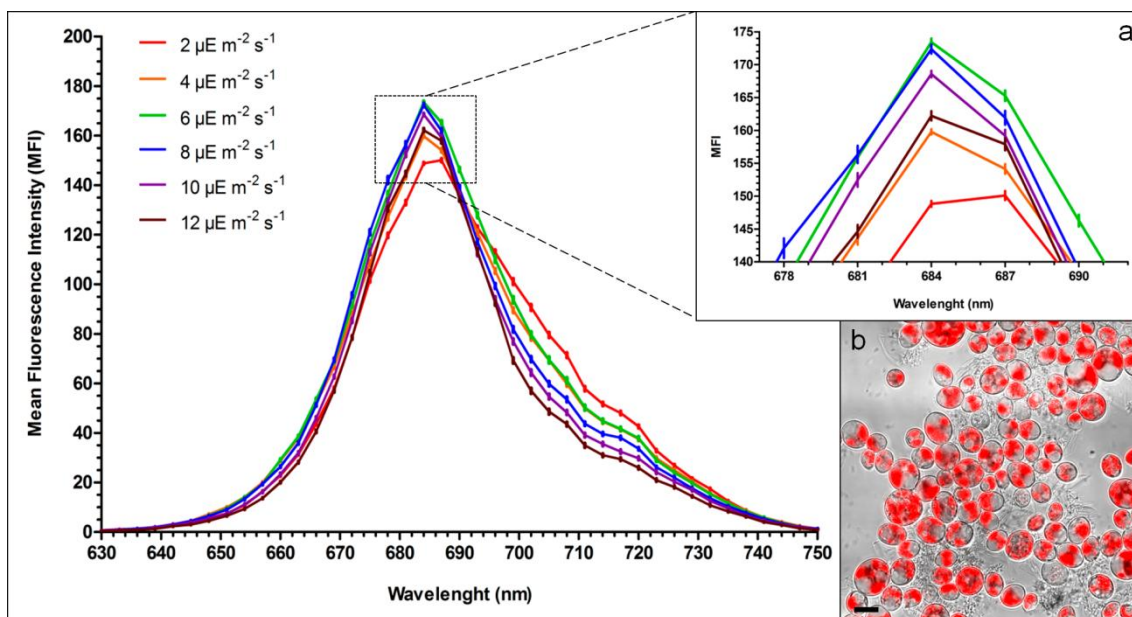 200
180
160
140
120
100
80
60
40
20
0
Mean Fluorescence Intensity (MFI)
2 µE m⁻² s⁻¹
4 µE m⁻² s⁻¹
6 µE m⁻² s⁻¹
8 µE m⁻² s⁻¹
10 µE m⁻² s⁻¹
12 µE m⁻² s⁻¹
630 640 650 660 670 680 690 700 710 720 730 740 750
Wavelenght (nm)
a
175
170
165
160
155
150
145
140
MFI
678 681 684 687 690
Wavelenght (nm)
b